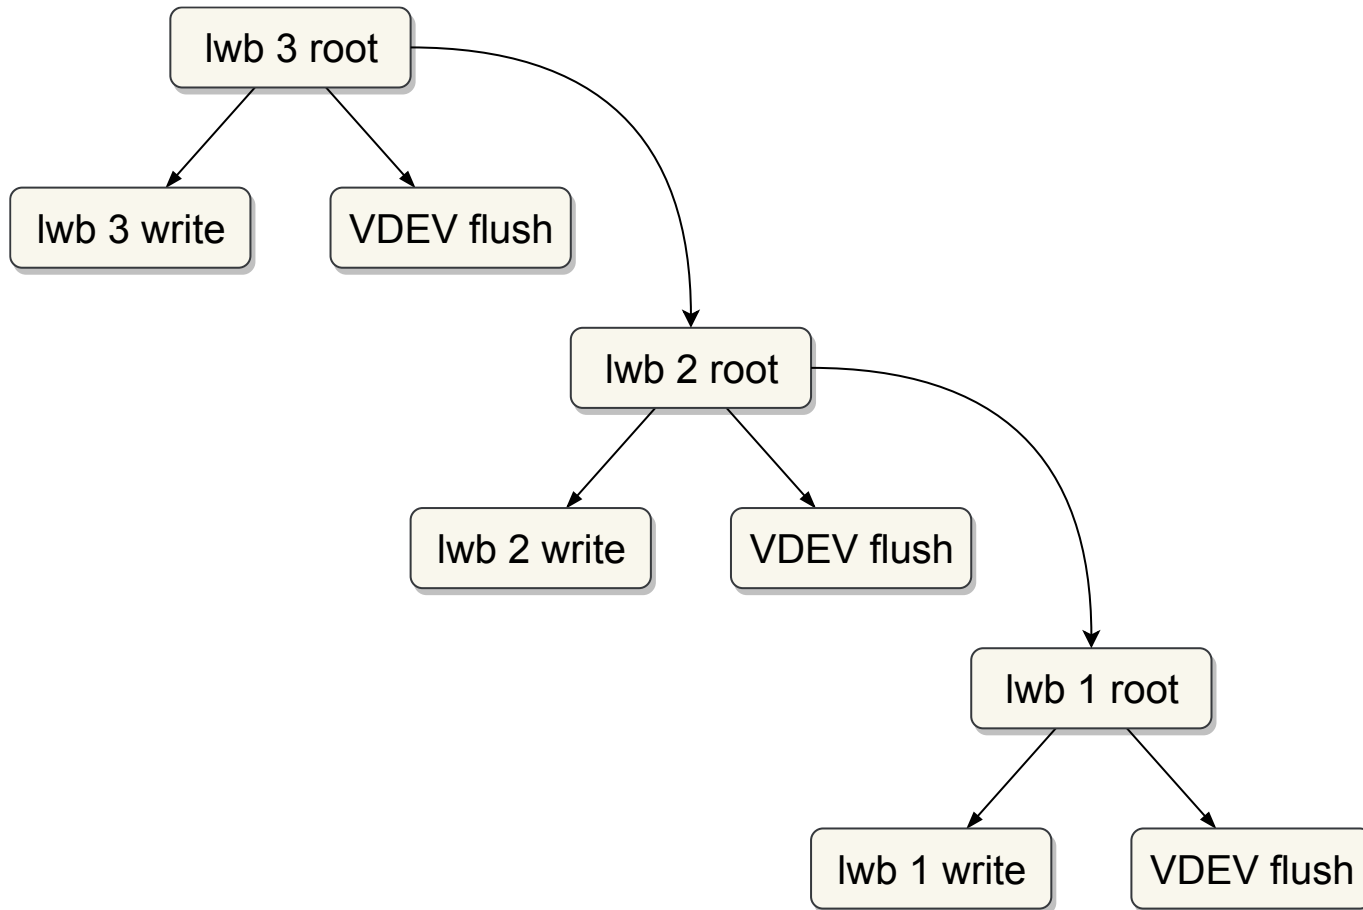 lwb 3 root
lwb 3 write
VDEV flush
lwb 2 root
lwb 2 write
VDEV flush
lwb 1 root
lwb 1 write
VDEV flush